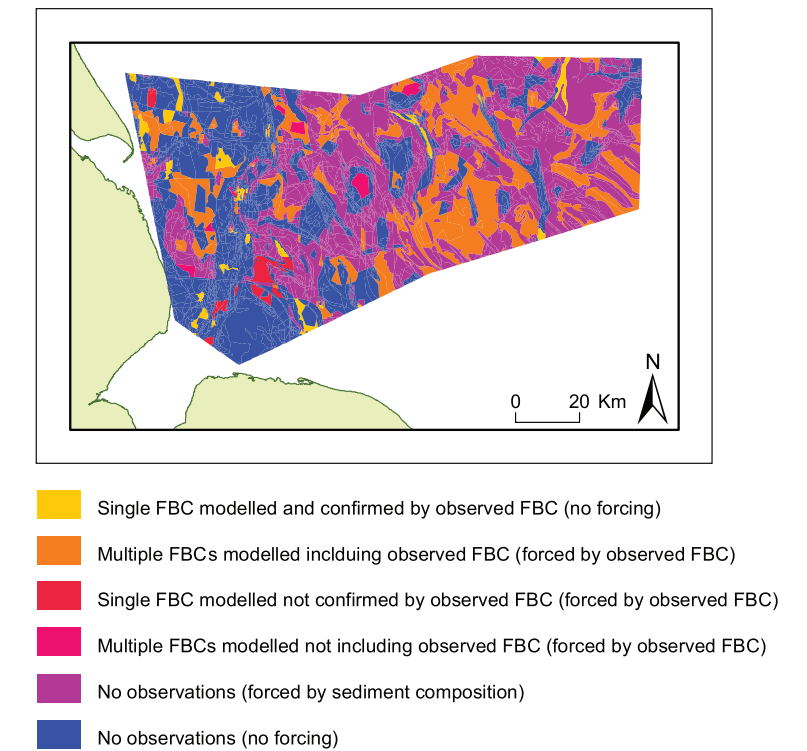 N
0 20 Km
Single FBC modelled and confirmed by observed FBC (no forcing)
Multiple FBCs modelled inclduing observed FBC (forced by observed FBC)
Single FBC modelled not confirmed by observed FBC (forced by observed FBC)
Multiple FBCs modelled not including observed FBC (forced by observed FBC)
No observations (forced by sediment composition)
No observations (no forcing)